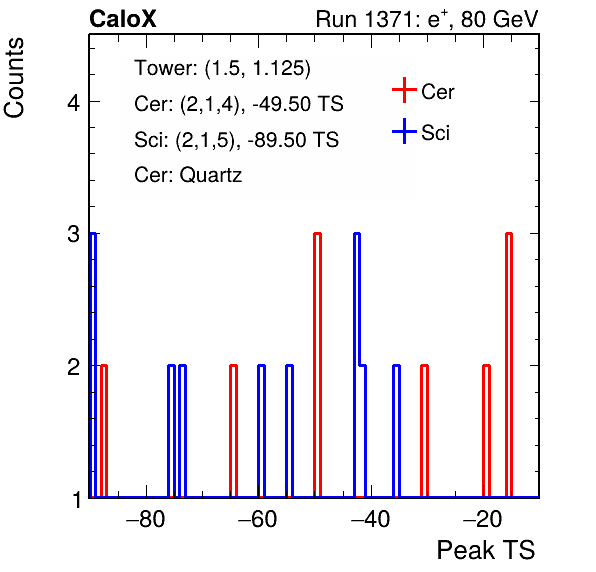 CaloX Run 1371: e⁺, 80 GeV
Counts
Tower: (1.5, 1.125)
Cer: (2,1,4), -49.50 TS
Sci: (2,1,5), -89.50 TS
Cer: Quartz
Cer
Sci
4
3
2
1
−80 −60 −40 −20
Peak TS